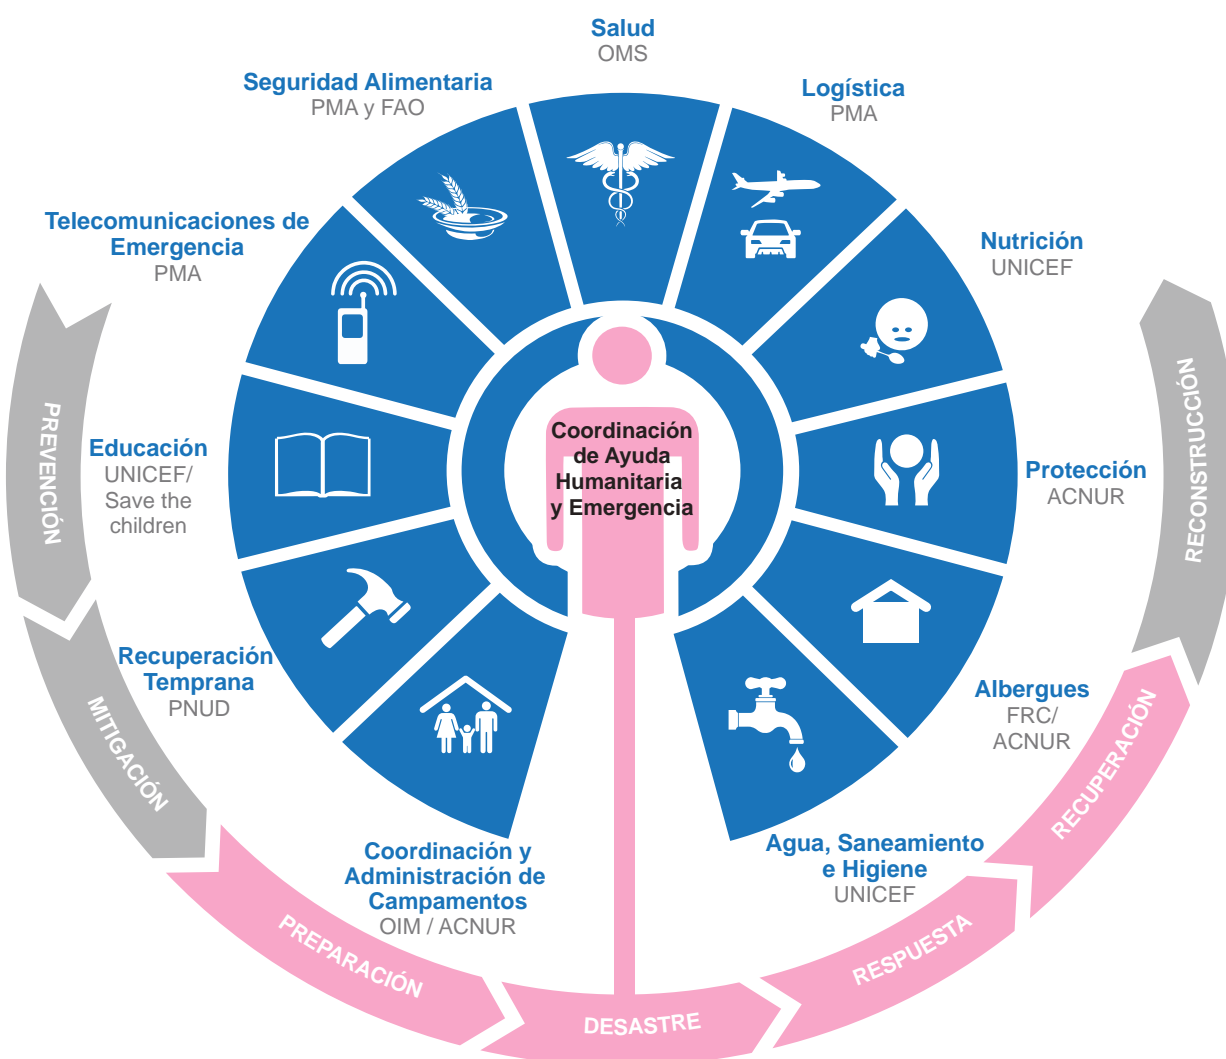 Salud
OMS
Seguridad Alimentaria
PMA y FAO
Logística
PMA
Telecomunicaciones de
Emergencia
PMA
Nutrición
UNICEF
Educación
UNICEF/
Save the
children
Coordinación
de Ayuda
Humanitaria
y Emergencia
Protección
ACNUR
Recuperación
Temprana
PNUD
Albergues
FRC/
ACNUR
Coordinación y
Administración de
Campamentos
OIM / ACNUR
Agua, Saneamiento
e Higiene
UNICEF
PREVENCIÓN
MITIGACIÓN
PREPARACIÓN
DESASTRE
RESPUESTA
RECUPERACIÓN
RECONSTRUCCIÓN